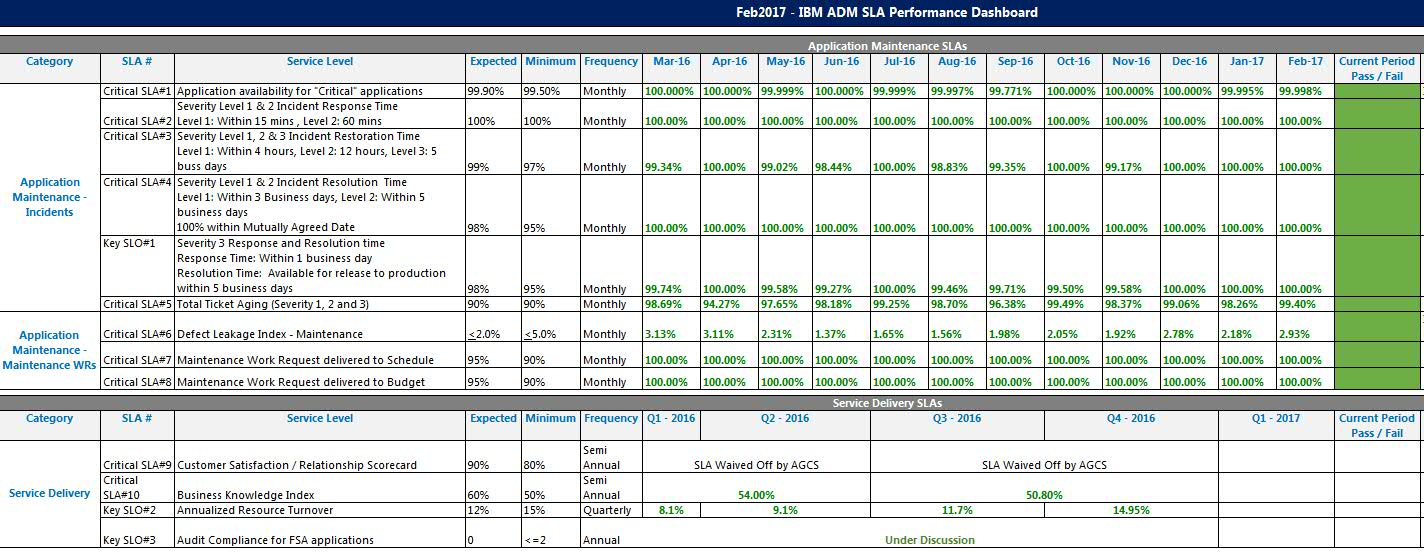 Feb2017 - IBM ADM SLA Performance Dashboard
Application Maintenance SLAs
Category SLA # Service Level Expected Minimum Frequency Mar-16 Apr-16 May-16 Jun-16 Jul-16 Aug-16 Sep-16 Oct-16 Nov-16 Dec-16 Jan-17 Feb-17 Current Period
Pass / Fail
Application
Maintenance -
Incidents
Critical SLA#1 Application availability for "Critical" applications 99.90% 99.50% Monthly 100.000% 100.000% 99.999% 100.000% 99.999% 99.997% 99.771% 100.000% 100.000% 100.000% 99.995% 99.998%
Severity Level 1 & 2 Incident Response Time
Critical SLA#2 Level 1: Within 15 mins , Level 2: 60 mins 100% 100% Monthly 100.00% 100.00% 100.00% 100.00% 100.00% 100.00% 100.00% 100.00% 100.00% 100.00% 100.00% 100.00%
Critical SLA#3 Severity Level 1, 2 & 3 Incident Restoration Time
Level 1: Within 4 hours, Level 2: 12 hours, Level 3: 5
buss days 99% 97% Monthly 99.34% 100.00% 99.02% 98.44% 100.00% 98.83% 99.35% 100.00% 99.17% 100.00% 100.00% 100.00%
Critical SLA#4 Severity Level 1 & 2 Incident Resolution Time
Level 1: Within 3 Business days, Level 2: Within 5
business days
100% within Mutually Agreed Date 98% 95% Monthly 100.00% 100.00% 100.00% 100.00% 100.00% 100.00% 100.00% 100.00% 100.00% 100.00% 100.00% 100.00%
Key SLO#1 Severity 3 Response and Resolution time
Response Time: Within 1 business day
Resolution Time: Available for release to production
within 5 business days 98% 95% Monthly 99.74% 100.00% 99.58% 99.27% 100.00% 99.46% 99.71% 99.50% 99.58% 100.00% 100.00% 100.00%
Critical SLA#5 Total Ticket Aging (Severity 1, 2 and 3) 90% 90% Monthly 98.69% 94.27% 97.65% 98.18% 99.25% 98.70% 96.38% 99.49% 98.37% 99.06% 98.26% 99.40%
Application
Maintenance -
Maintenance WRs
Critical SLA#6 Defect Leakage Index - Maintenance <2.0% <5.0% Monthly 3.13% 3.11% 2.31% 1.37% 1.65% 1.56% 1.98% 2.05% 1.92% 2.78% 2.18% 2.93%
Critical SLA#7 Maintenance Work Request delivered to Schedule 95% 90% Monthly 100.00% 100.00% 100.00% 100.00% 100.00% 100.00% 100.00% 100.00% 100.00% 100.00% 100.00% 100.00%
Critical SLA#8 Maintenance Work Request delivered to Budget 95% 90% Monthly 100.00% 100.00% 100.00% 100.00% 100.00% 100.00% 100.00% 100.00% 100.00% 100.00% 100.00% 100.00%
Service Delivery SLAs
Category SLA # Service Level Expected Minimum Frequency Q1 - 2016 Q2 - 2016 Q3 - 2016 Q4 - 2016 Q1 - 2017 Current Period
Pass / Fail
Service Delivery
Semi
Critical SLA#9 Customer Satisfaction / Relationship Scorecard 90% 80% Annual SLA Waived Off by AGCS SLA Waived Off by AGCS
Critical Semi
SLA#10 Business Knowledge Index 60% 50% Annual 54.00% 50.80%
Key SLO#2 Annualized Resource Turnover 12% 15% Quarterly 8.1% 9.1% 11.7% 14.95%
Key SLO#3 Audit Compliance for FSA applications 0 <=2 Annual Under Discussion